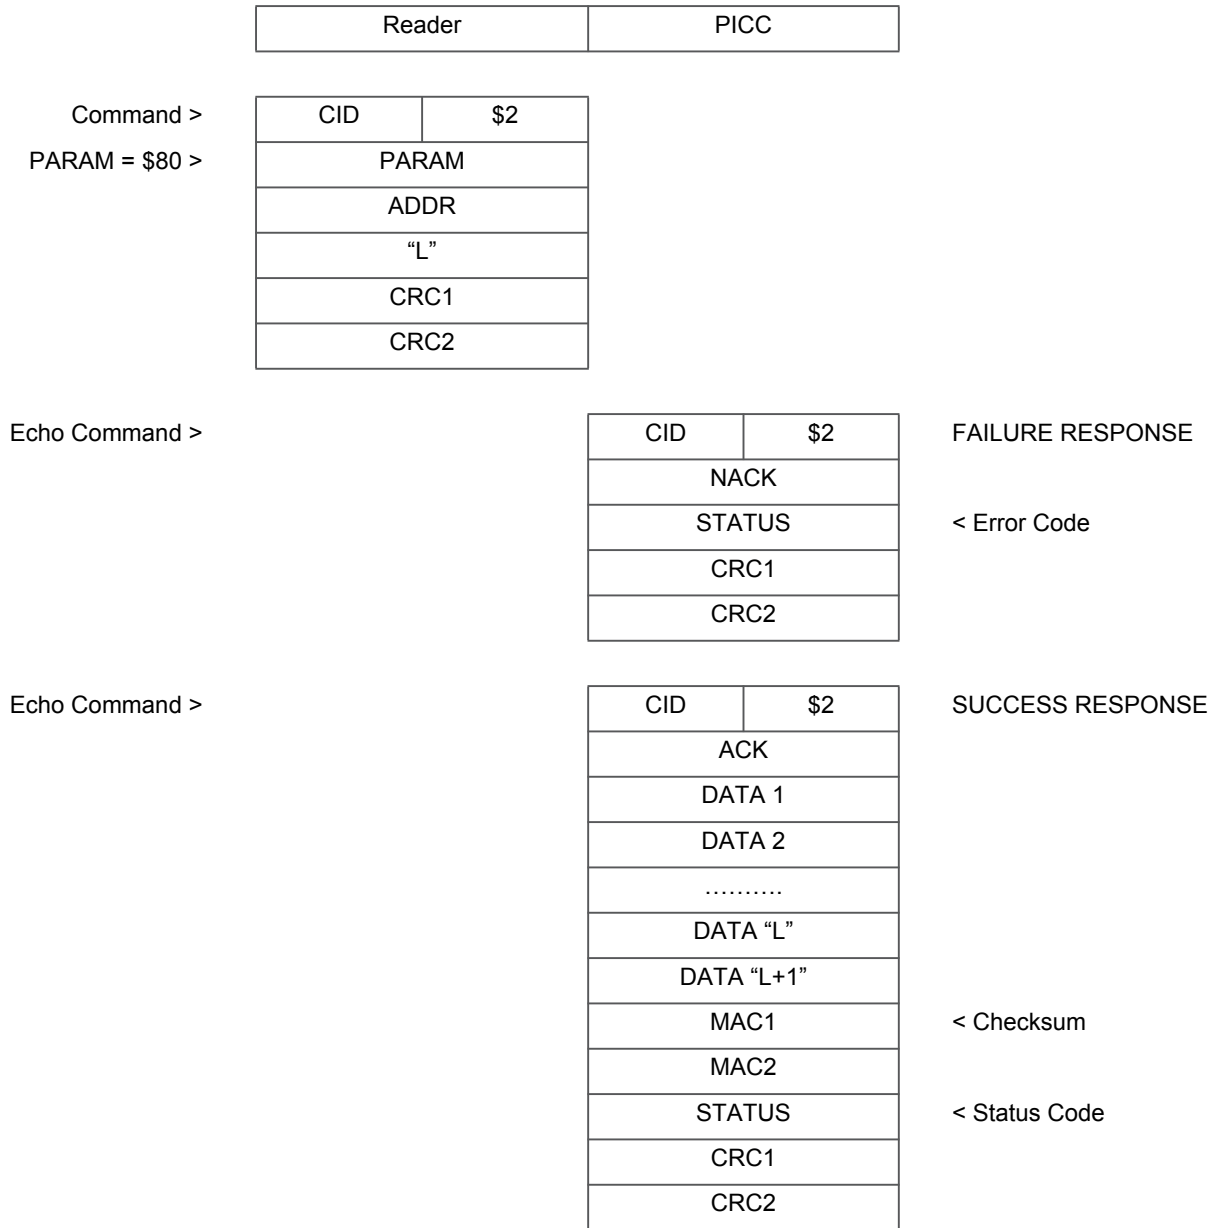 Reader PICC
Command > CID $2
PARAM = $80 > PARAM
ADDR
“L”
CRC1
CRC2
Echo Command > CID $2 FAILURE RESPONSE
NACK
STATUS < Error Code
CRC1
CRC2
Echo Command > CID $2 SUCCESS RESPONSE
ACK
DATA 1
DATA 2
……….
DATA “L”
DATA “L+1”
MAC1 < Checksum
MAC2
STATUS < Status Code
CRC1
CRC2